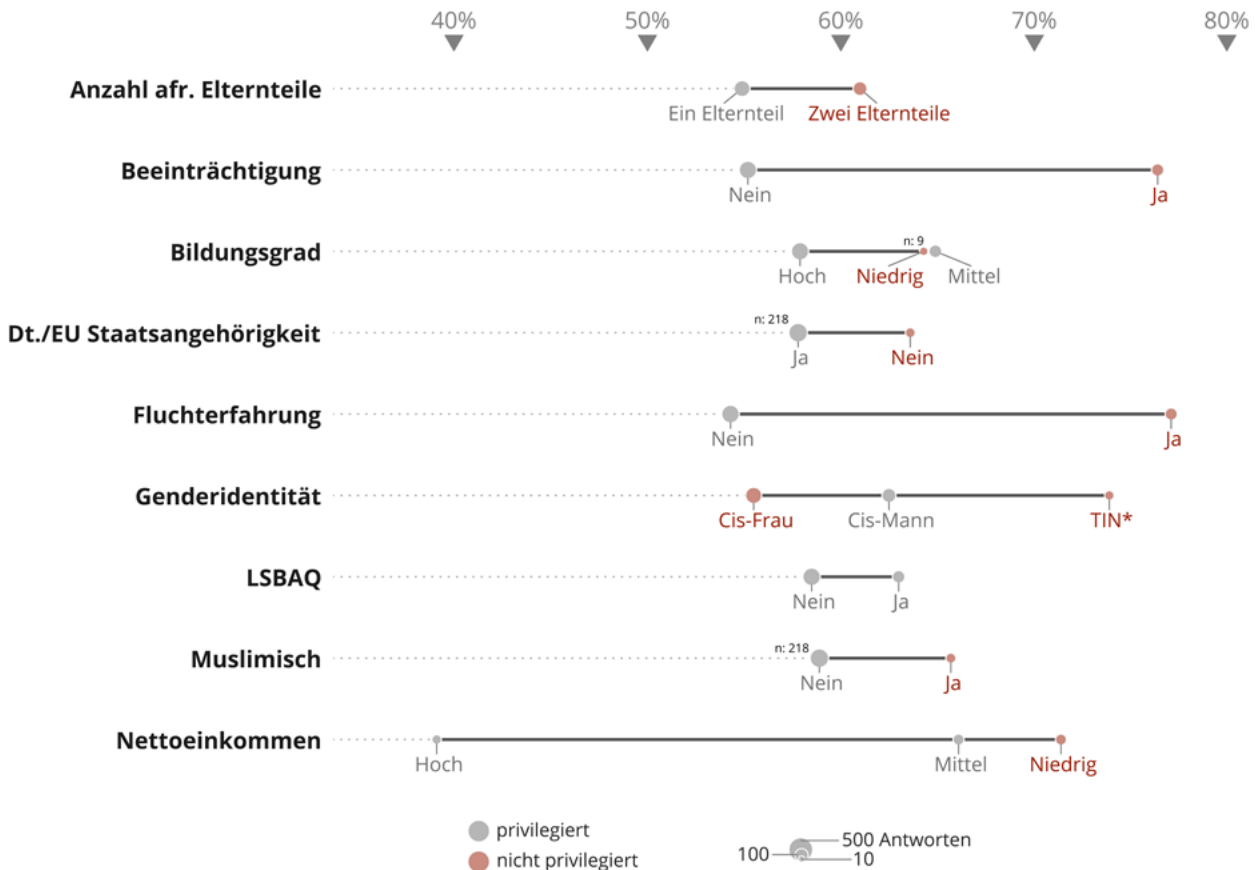 40% 50% 60% 70% 80%
Anzahl afr. Elternteile
Ein Elternteil Zwei Elternteile
Beeinträchtigung
Nein Ja
Bildungsgrad
n: 9
Hoch Niedrig Mittel
Dt./EU Staatsangehörigkeit
n: 218
Ja Nein
Fluchterfahrung
Nein Ja
Genderidentität
Cis-Frau Cis-Mann TIN*
LSBAQ
Nein Ja
Muslimisch
n: 218
Nein Ja
Nettoeinkommen
Hoch Mittel Niedrig
privilegiert
nicht privilegiert
500 Antworten
100
10